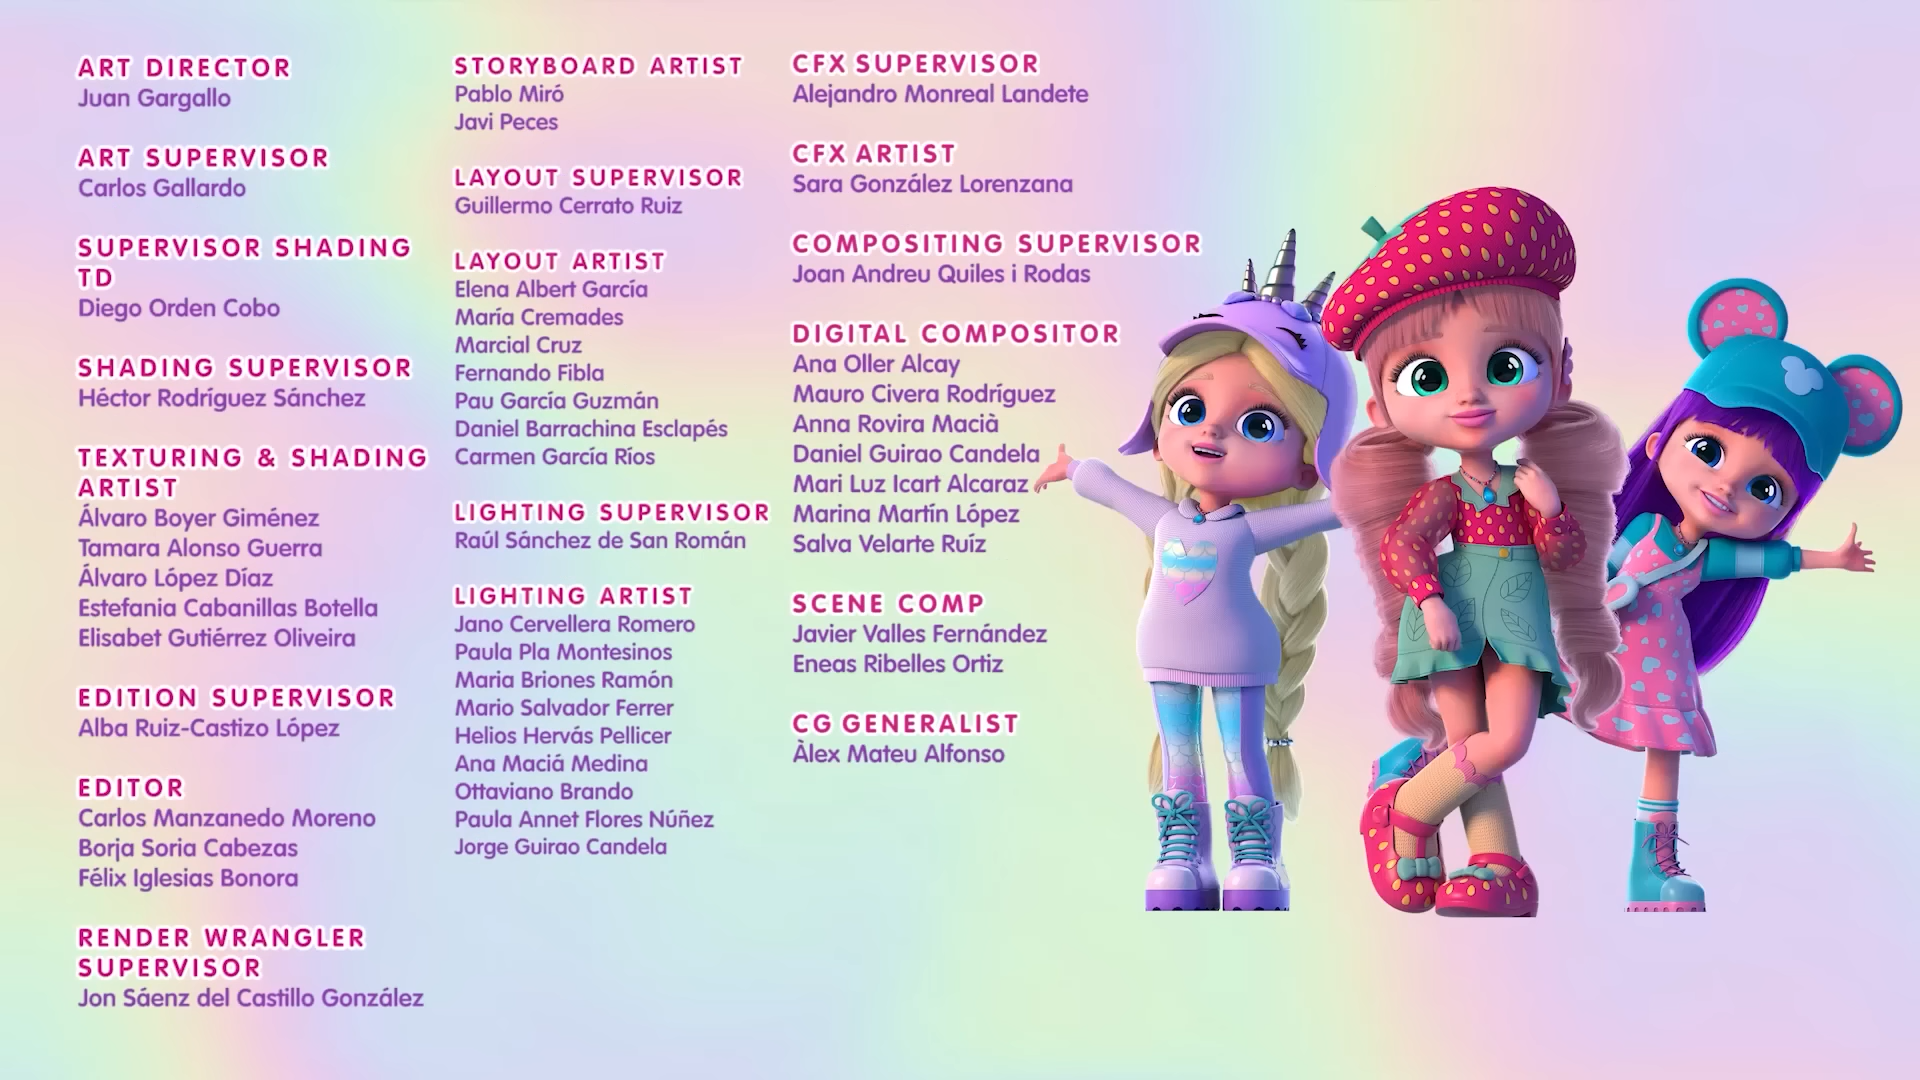 ART DIRECTOR
Juan Gargallo
ART SUPERVISOR
Carlos Gallardo
SUPERVISOR SHADING
TD
Diego Orden Cobo
SHADING SUPERVISOR
Héctor Rodríguez Sánchez
TEXTURING & SHADING
ARTIST
Álvaro Boyer Giménez
Tamara Alonso Guerra
Álvaro López Díaz
Estefania Cabanillas Botella
Elisabet Gutiérrez Oliveira
EDITION SUPERVISOR
Alba Ruiz-Castizo López
EDITOR
Carlos Manzanedo Moreno
Borja Soria Cabezas
Félix Iglesias Bonora
RENDER WRANGLER
SUPERVISOR
Jon Sáenz del Castillo González
STORYBOARD ARTIST
Pablo Miró
Javi Peces
LAYOUT SUPERVISOR
Guillermo Cerrato Ruiz
LAYOUT ARTIST
Elena Albert García
María Cremades
Marcial Cruz
Fernando Fibla
Pau García Guzmán
Daniel Barrachina Esclapés
Carmen García Ríos
LIGHTING SUPERVISOR
Raúl Sánchez de San Román
LIGHTING ARTIST
Jano Cervellera Romero
Paula Pla Montesinos
Maria Briones Ramón
Mario Salvador Ferrer
Helios Hervás Pellicer
Ana Maciá Medina
Ottaviano Brando
Paula Annet Flores Núñez
Jorge Guirao Candela
CFX SUPERVISOR
Alejandro Monreal Landete
CFX ARTIST
Sara González Lorenzana
COMPOSITING SUPERVISOR
Joan Andreu Quiles i Rodas
DIGITAL COMPOSITOR
Ana Oller Alcay
Mauro Civera Rodríguez
Anna Rovira Macià
Daniel Guirao Candela
Mari Luz Icart Alcaraz
Marina Martín López
Salva Velarte Ruíz
SCENE COMP
Javier Valles Fernández
Eneas Ribelles Ortiz
CG GENERALIST
Àlex Mateu Alfonso